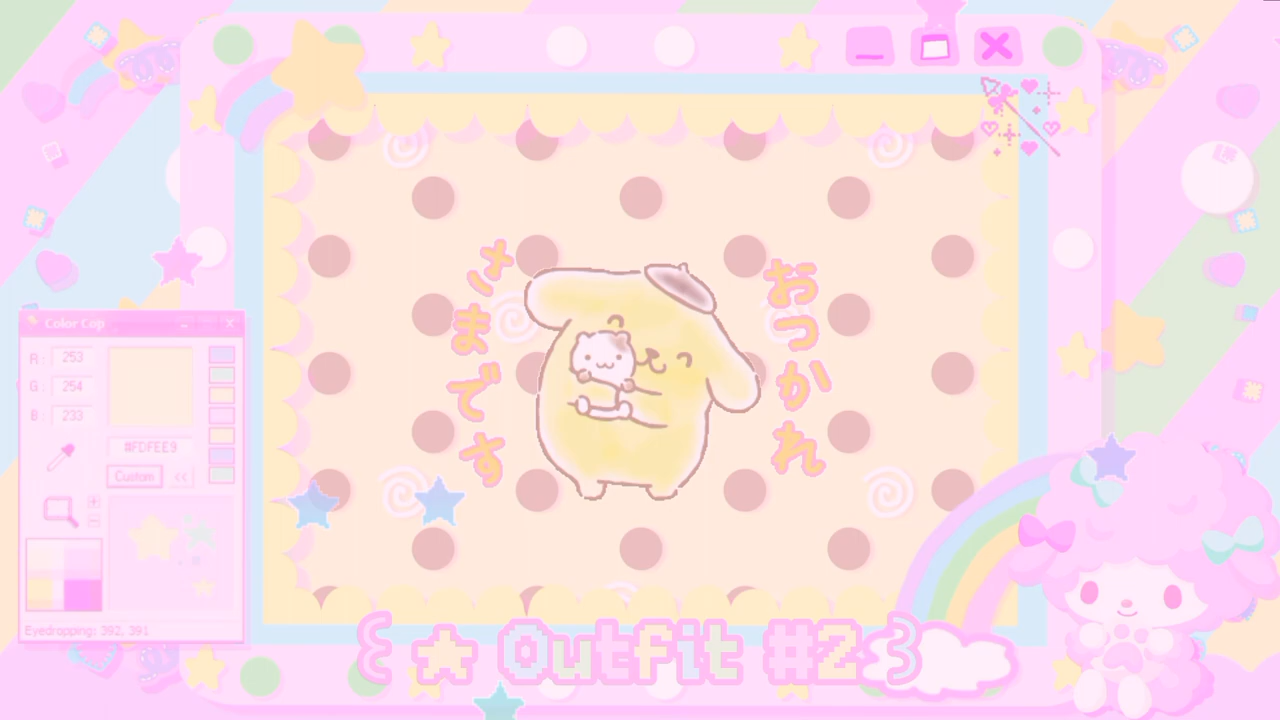 おつかれ
さまです
Color Cop
R: 253
G: 254
B: 233
#FDFEE9
Custom <<
Eyedropping: 392, 391
Outfit #2